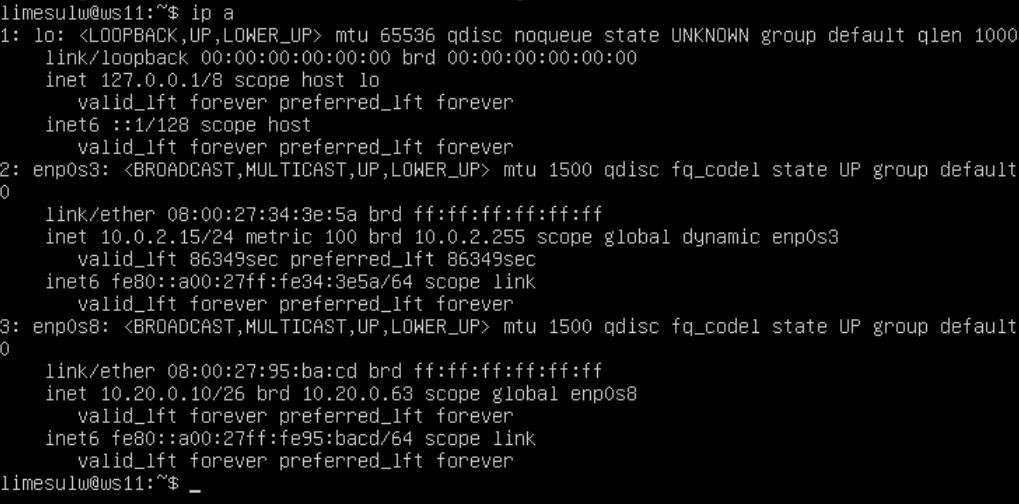 limesulw@ws11:~$ ip a
1: lo: <LOOPBACK,UP,LOWER_UP> mtu 65536 qdisc noqueue state UNKNOWN group default qlen 1000
    link/loopback 00:00:00:00:00:00 brd 00:00:00:00:00:00
    inet 127.0.0.1/8 scope host lo
       valid_lft forever preferred_lft forever
    inet6 ::1/128 scope host
       valid_lft forever preferred_lft forever
2: enp0s3: <BROADCAST,MULTICAST,UP,LOWER_UP> mtu 1500 qdisc fq_codel state UP group default
0
    link/ether 08:00:27:34:3e:5a brd ff:ff:ff:ff:ff:ff
    inet 10.0.2.15/24 metric 100 brd 10.0.2.255 scope global dynamic enp0s3
       valid_lft 86349sec preferred_lft 86349sec
    inet6 fe80::a00:27ff:fe34:3e5a/64 scope link
       valid_lft forever preferred_lft forever
3: enp0s8: <BROADCAST,MULTICAST,UP,LOWER_UP> mtu 1500 qdisc fq_codel state UP group default
0
    link/ether 08:00:27:95:ba:cd brd ff:ff:ff:ff:ff:ff
    inet 10.20.0.10/26 brd 10.20.0.63 scope global enp0s8
       valid_lft forever preferred_lft forever
    inet6 fe80::a00:27ff:fe95:bacd/64 scope link
       valid_lft forever preferred_lft forever
limesulw@ws11:~$ _